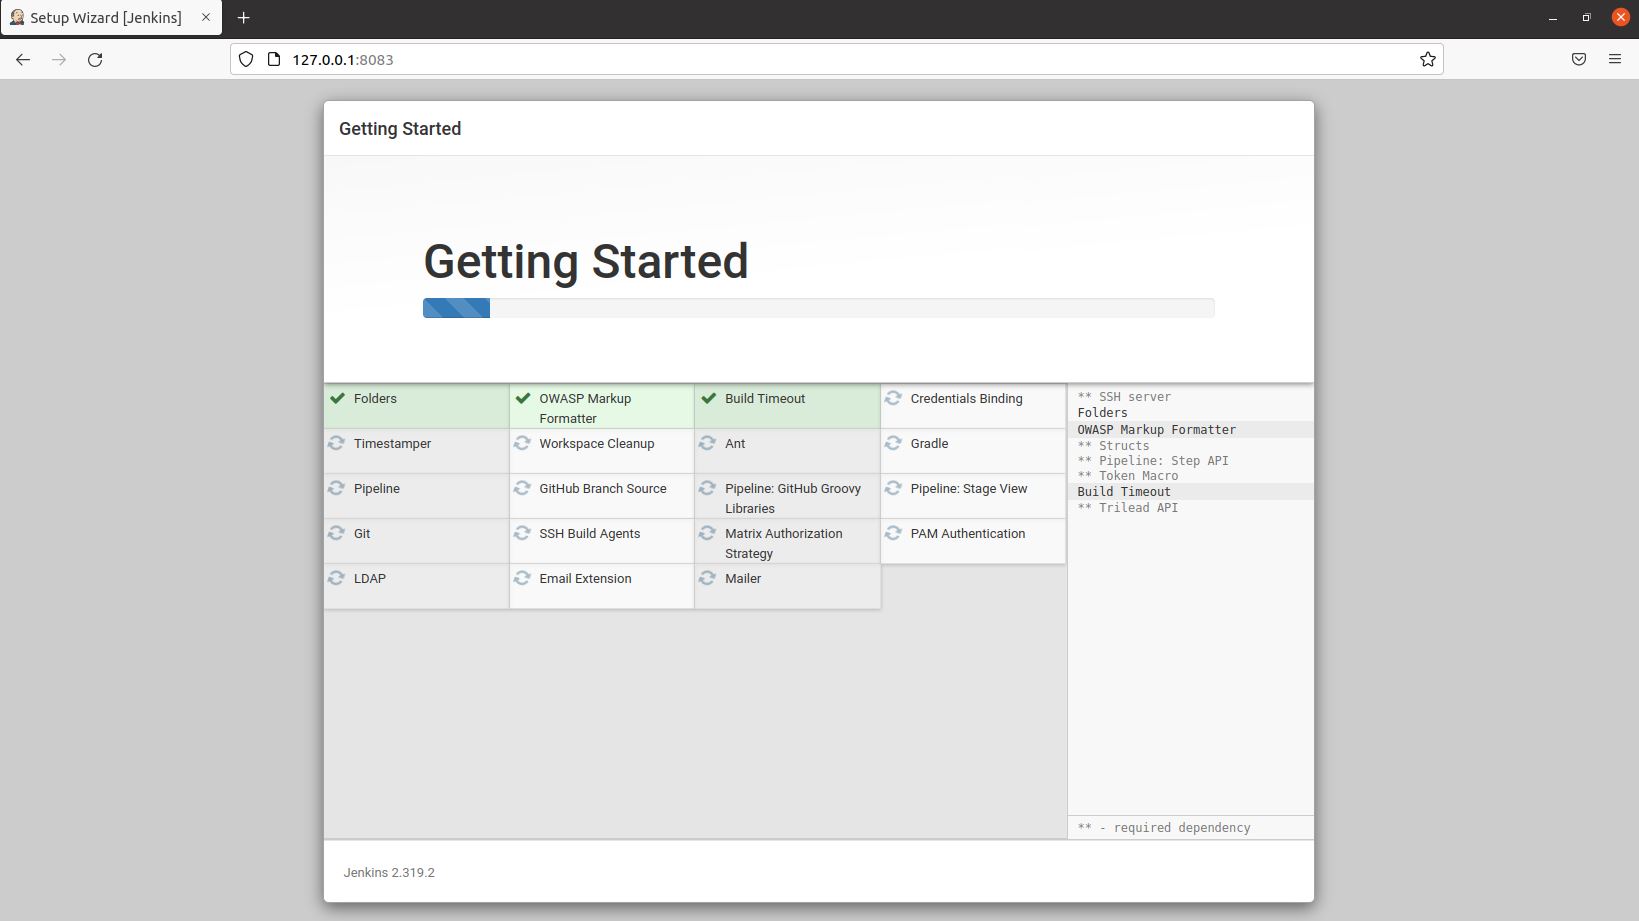 Setup Wizard [Jenkins]
127.0.0.1:8083
Getting Started
Getting Started
Folders
OWASP Markup
Formatter
Build Timeout
Credentials Binding
Timestamper
Workspace Cleanup
Ant
Gradle
Pipeline
GitHub Branch Source
Pipeline: GitHub Groovy
Libraries
Pipeline: Stage View
Git
SSH Build Agents
Matrix Authorization
Strategy
PAM Authentication
LDAP
Email Extension
Mailer
** SSH server
Folders
OWASP Markup Formatter
** Structs
** Pipeline: Step API
** Token Macro
Build Timeout
** Trilead API
** - required dependency
Jenkins 2.319.2